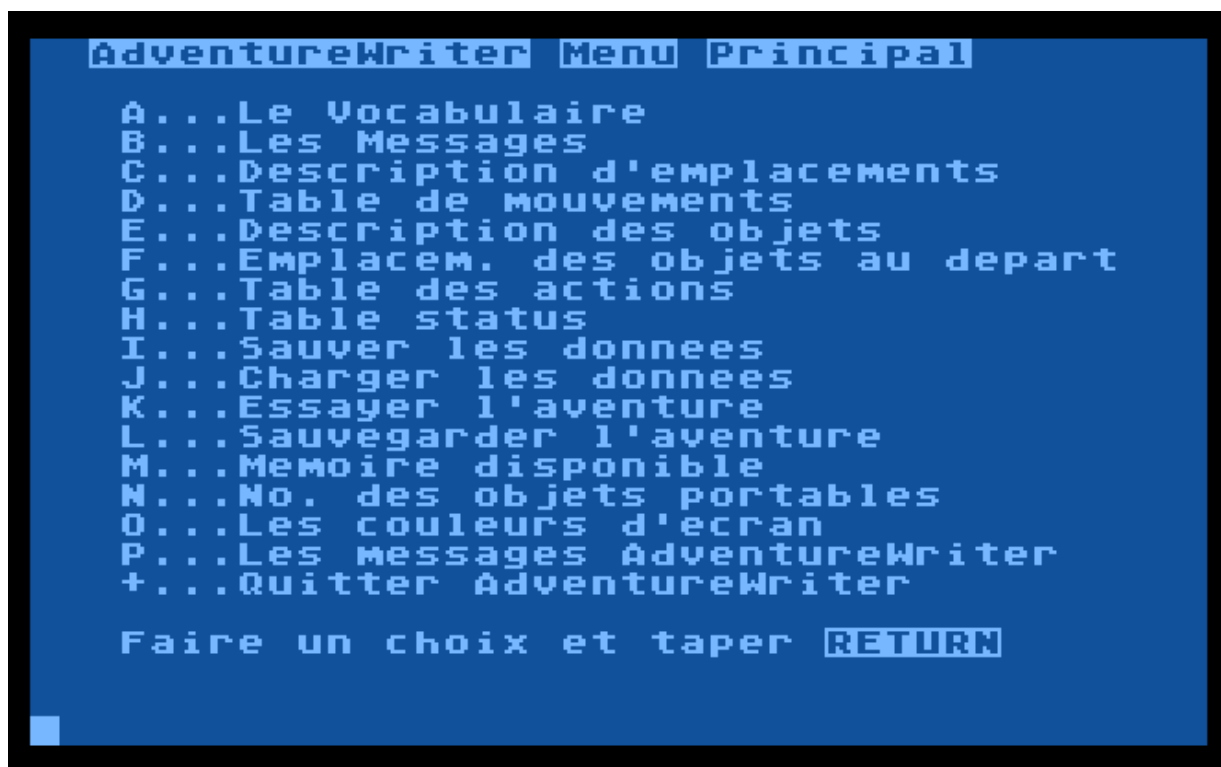 AdventureWriter Menu Principal
A...Le Vocabulaire
B...Les Messages
C...Description d'emplacements
D...Table de mouvements
E...Description des objets
F...Emplacem. des objets au depart
G...Table des actions
H...Table status
I...Sauver les donnees
J...Charger les donnees
K...Essayer l'aventure
L...Sauvegarder l'aventure
M...Memoire disponible
N...No. des objets portables
O...Les couleurs d'ecran
P...Les messages AdventureWriter
+...Quitter AdventureWriter
Faire un choix et taper RETURN